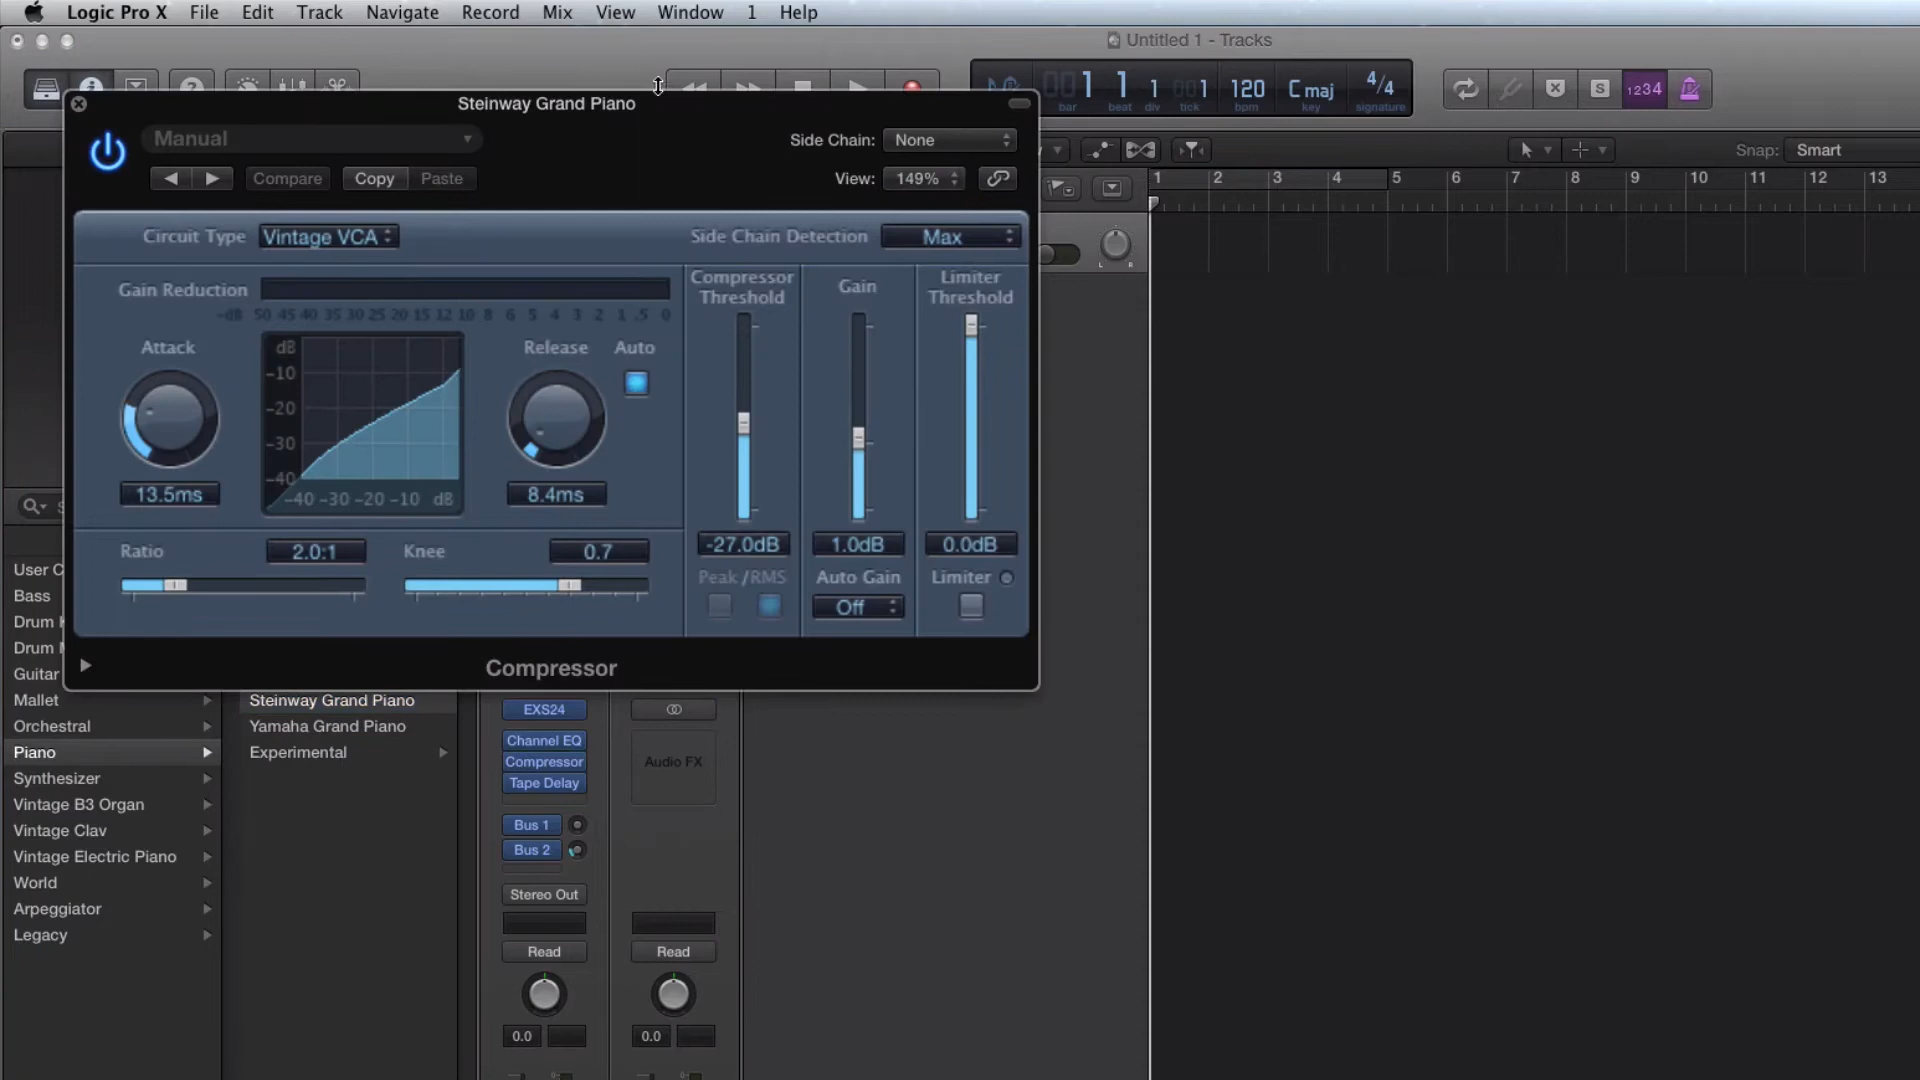 Logic Pro X File Edit Track Navigate Record Mix View Window 1 Help
Untitled 1 - Tracks
1 1 1 001 120 C maj 4/4
bar beat div tick bpm key signature
1234
Steinway Grand Piano
Manual
Side Chain: None
Compare Copy Paste
View: 149%
Snap: Smart
1 2 3 4 5 6 7 8 9 10 11 12 13
L R
Circuit Type Vintage VCA
Side Chain Detection Max
Gain Reduction
-dB 50 45 40 35 30 25 20 15 12 10 8 6 5 4 3 2 1 .5 0
Compressor Threshold
Gain
Limiter Threshold
Attack
Release
Auto
dB
-10
-20
-30
-40
-40 -30 -20 -10 dB
13.5ms
8.4ms
Ratio 2.0:1
Knee 0.7
-27.0dB
1.0dB
0.0dB
Peak/RMS
Auto Gain
Limiter
Off
Compressor
User C
Bass
Drum K
Drum M
Guitar
Mallet
Orchestral
Piano
Synthesizer
Vintage B3 Organ
Vintage Clav
Vintage Electric Piano
World
Arpeggiator
Legacy
Steinway Grand Piano
Yamaha Grand Piano
Experimental
EXS24
Channel EQ
Compressor
Tape Delay
Bus 1
Bus 2
Stereo Out
Read
0.0
Audio FX
Read
0.0